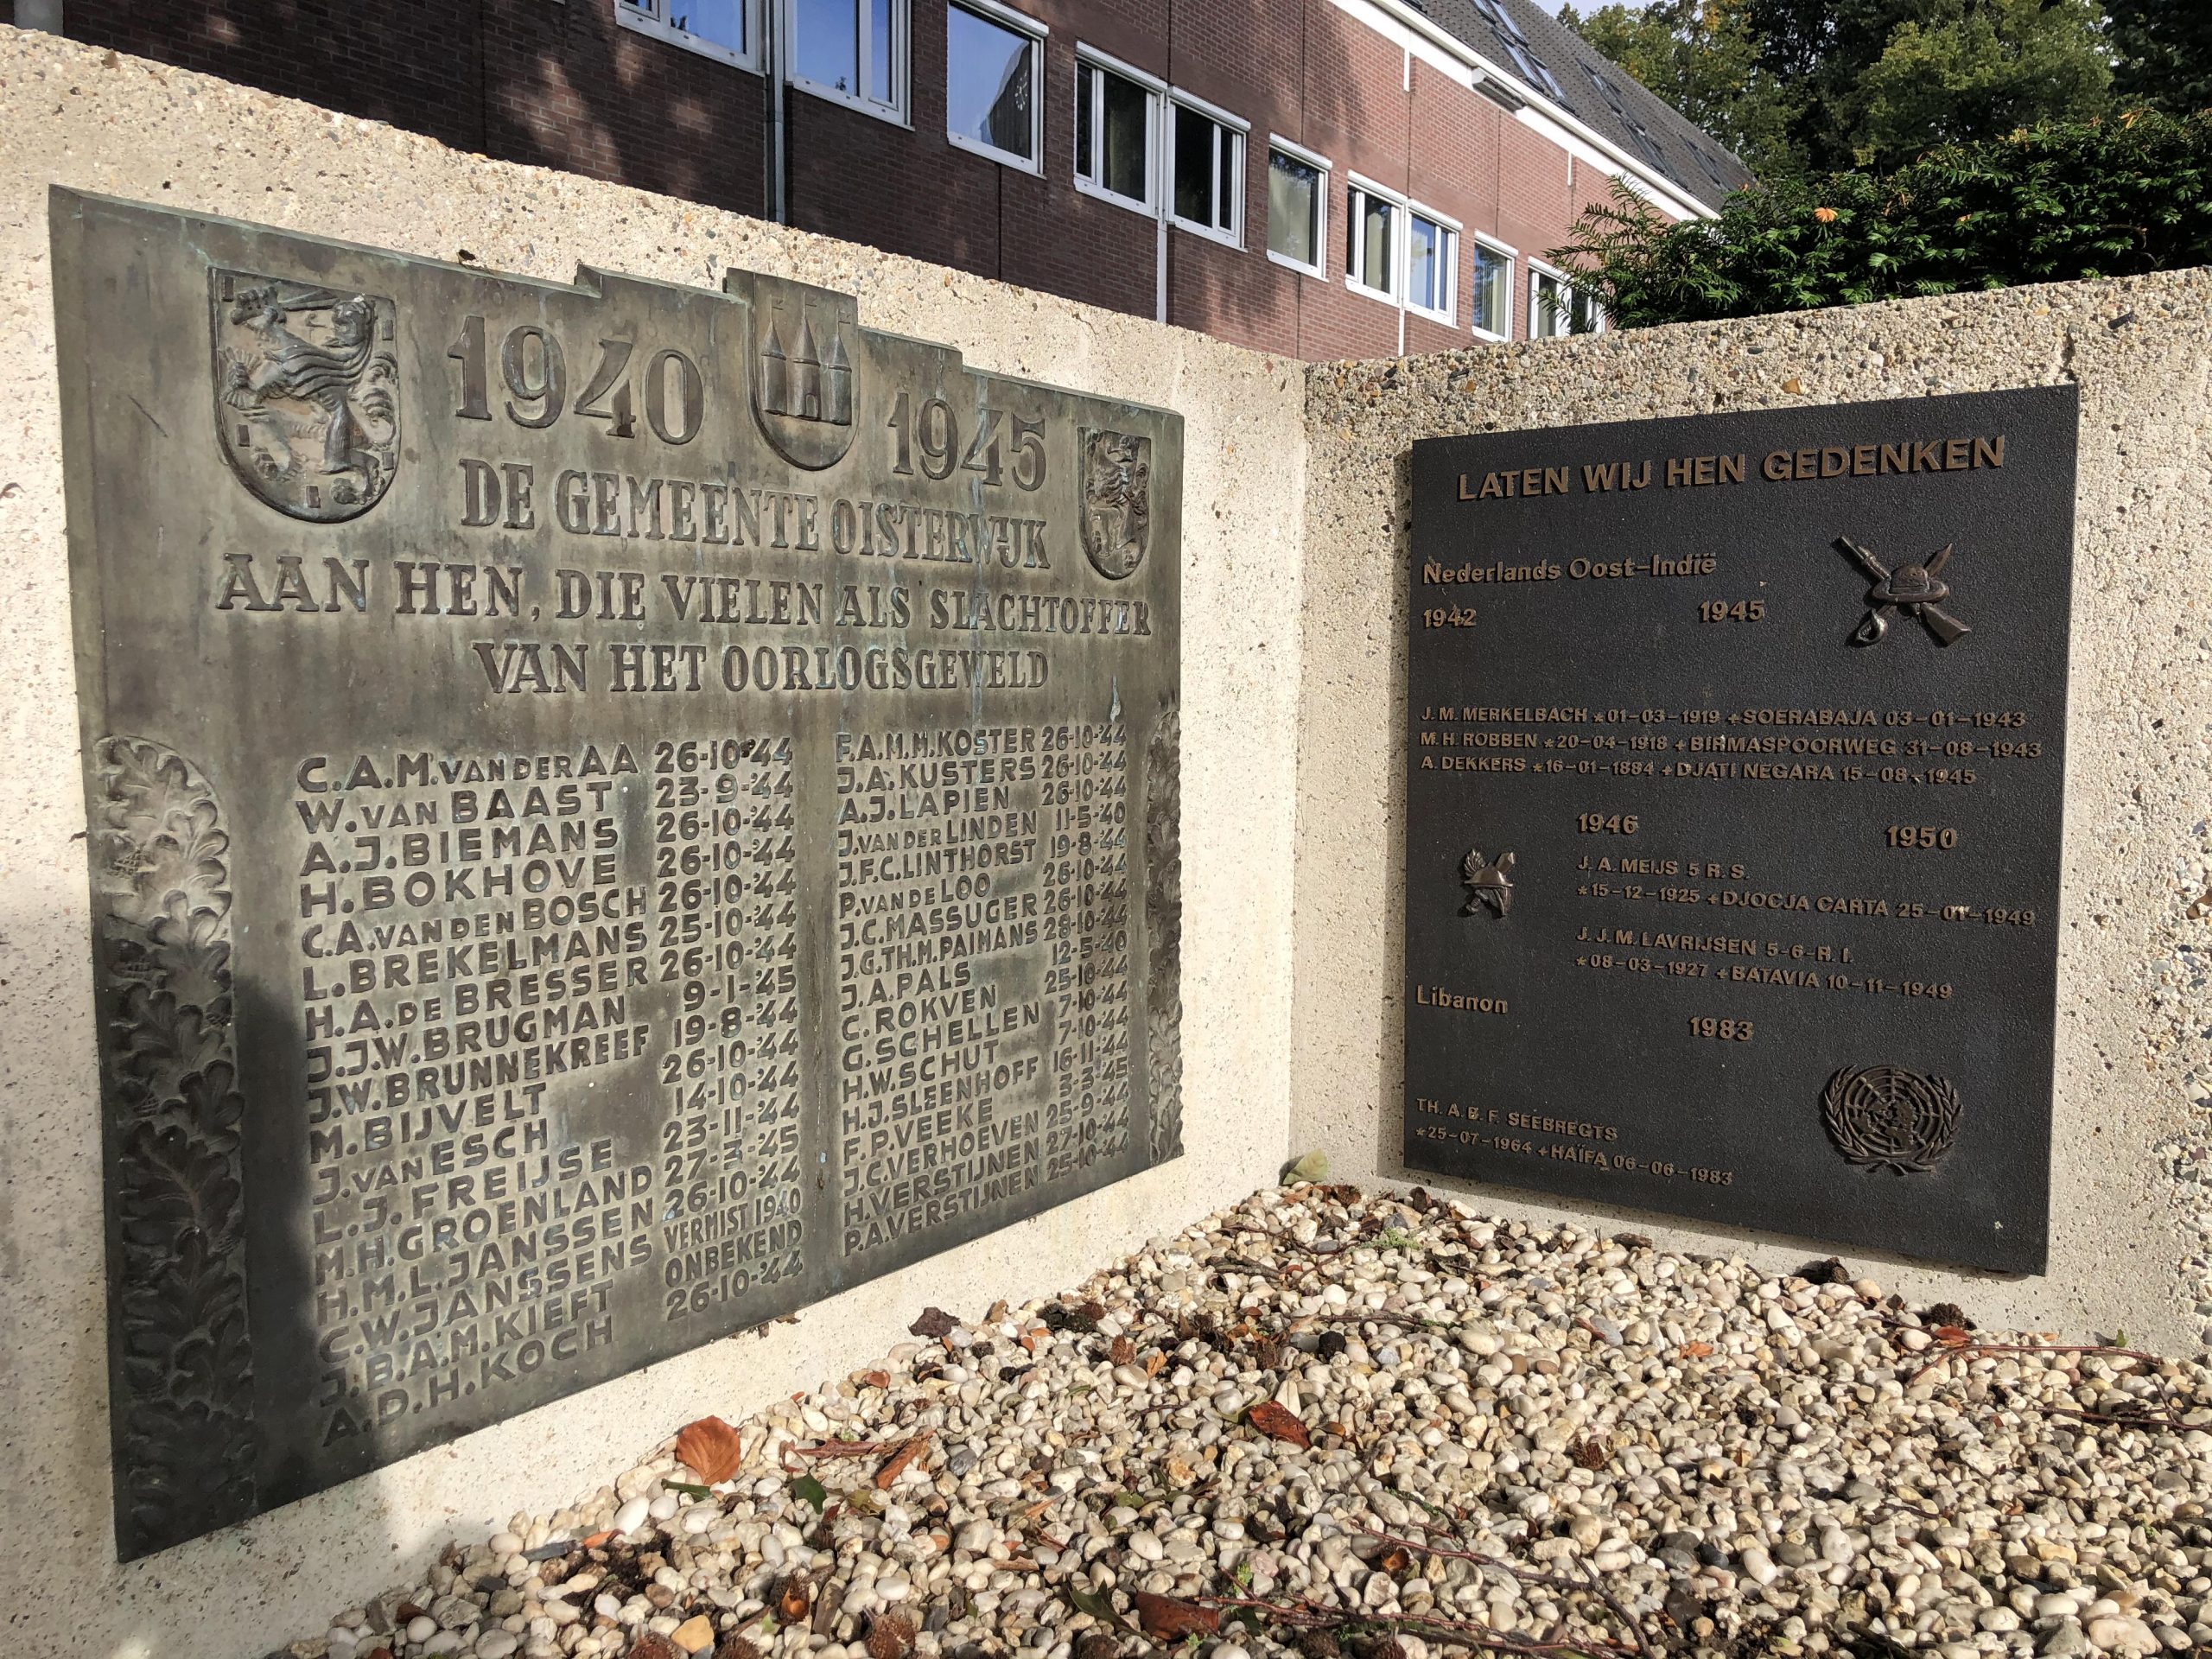 1940 1945
DE GEMEENTE OISTERWIJK
AAN HEN, DIE VIELEN ALS SLACHTOFFER
VAN HET OORLOGSGEWELD
C.A.M. VAN DER AA 26-10-'44
W. VAN BAAST 23-9-'44
A.J. BIEMANS 26-10-'44
H. BOKHOVE 26-10-'44
C.A. VAN DEN BOSCH 26-10-'44
L. BREKELMANS 25-10-'44
H.A. DE BRESSER 26-10-'44
J.J.W. BRUGMAN 9-1-'45
J.W. BRUNNEKREEF 19-8-'44
M. BIJVELT 26-10-'44
J. VAN ESCH 14-10-'44
L.J. FREIJSE 23-11-'44
M.H. GROENLAND 27-3-'45
H.M.L. JANSSEN 26-10-'44
C.W. JANSSENS VERMIST 1940
J.B.A.M. KIEFT ONBEKEND
A.D.H. KOCH 26-10-'44
F.A.M.M. KOSTER 26-10-'44
J.A. KUSTERS 26-10-'44
A.J. LAPIEN 26-10-'44
J. VAN DER LINDEN 11-5-'40
J.F.C. LINTHORST 19-8-'44
P. VAN DE LOO 26-10-'44
J.C. MASSUGER 26-10-'44
J.G.TH.M. PAIMANS 28-10-'44
J.A. PALS 12-5-'40
C. ROKVEN 25-10-'44
G. SCHELLEN 7-10-'44
H.W. SCHUT 7-10-'44
H.J. SLEENHOFF 16-11-'44
F.P. VEEKE 3-3-'45
J.C. VERHOEVEN 25-9-'44
H. VERSTIJNEN 27-10-'44
P.A. VERSTIJNEN 25-10-'44
LATEN WIJ HEN GEDENKEN
Nederlands Oost-Indië
1942 1945
J. M. MERKELBACH *01-03-1919 +SOERABAJA 03-01-1943
M. H. ROBBEN *20-04-1918 +BIRMASPOORWEG 31-08-1943
A. DEKKERS *16-01-1884 +DJATI NEGARA 15-08-1945
1946 1950
J. A. MEIJS 5 R. S.
*15-12-1925 +DJOCJA CARTA 25-01-1949
J. J. M. LAVRIJSEN 5-6-R. I.
*08-03-1927 +BATAVIA 10-11-1949
Libanon
1983
TH. A. B. F. SEEBREGTS
*25-07-1964 +HAÏFA 06-06-1983